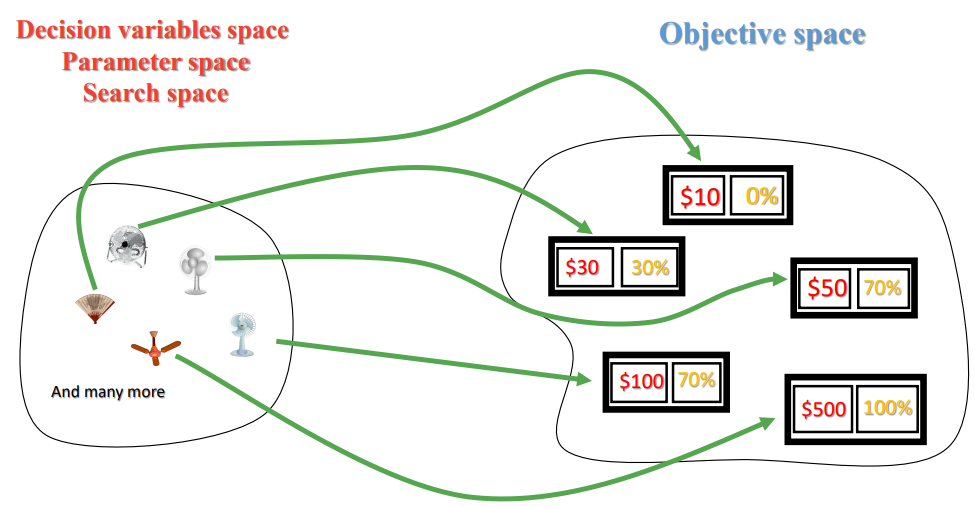 Decision variables space
Parameter space
Search space
Objective space
$10 0%
$30 30%
$50 70%
$100 70%
$500 100%
And many more